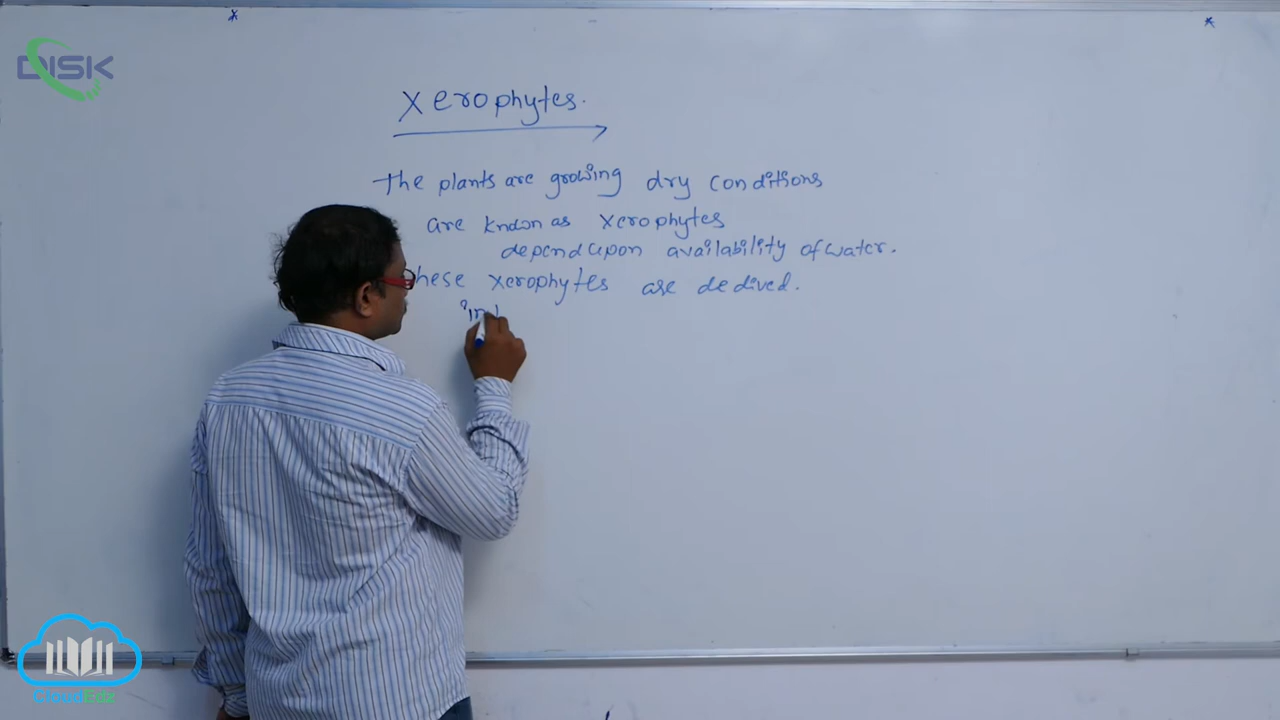 DISK
xerophytes.
The plants are growing dry conditions
are known as xerophytes
depend upon availability of water.
hese xerophytes are dedived.
int
CloudEdz